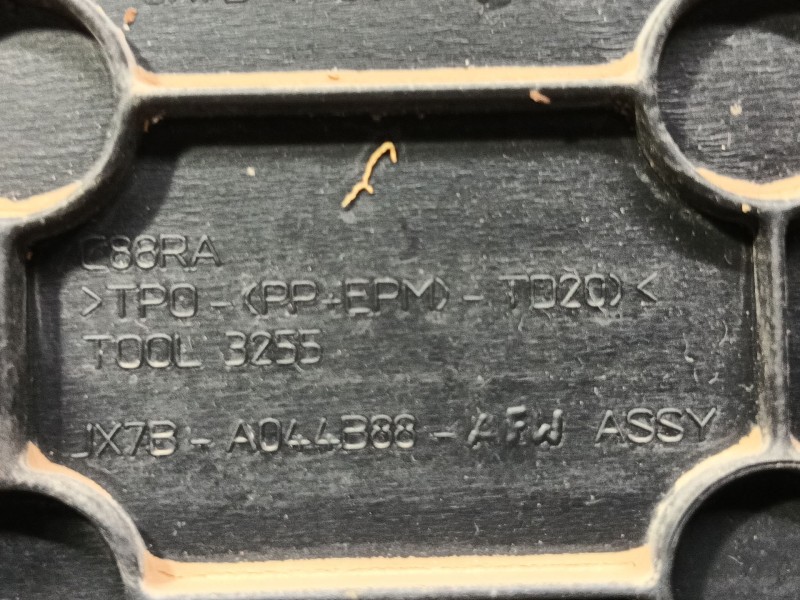 C88RA
>TPO-(PP+EPM)-TD20)<
TOOL 3255
JX7B-A044B88-AFW ASSY